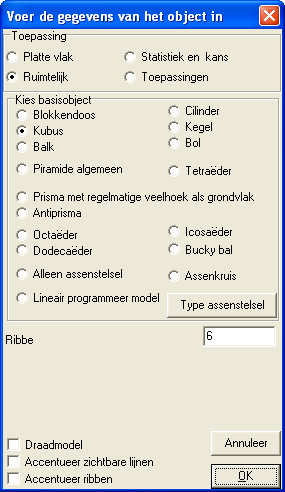 Voer de gegevens van het object in
Toepassing
Platte vlak
Statistiek en kans
Ruimtelijk
Toepassingen
Kies basisobject
Blokkendoos
Cilinder
Kubus
Kegel
Balk
Bol
Piramide algemeen
Tetraëder
Prisma met regelmatige veelhoek als grondvlak
Antiprisma
Octaëder
Icosaëder
Dodecaëder
Bucky bal
Alleen assenstelsel
Assenkruis
Lineair programmeer model
Type assenstelsel
Ribbe
6
Draadmodel
Annuleer
Accentueer zichtbare lijnen
Accentueer ribben
OK